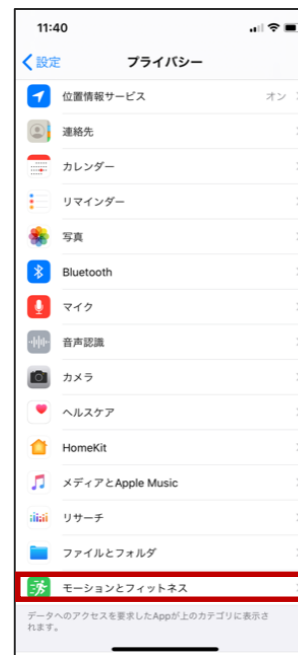 11:40
設定 プライバシー
位置情報サービス オン
連絡先
カレンダー
リマインダー
写真
Bluetooth
マイク
音声認識
カメラ
ヘルスケア
HomeKit
メディアとApple Music
リサーチ
ファイルとフォルダ
モーションとフィットネス
データへのアクセスを要求したAppが上のカテゴリに表示さ
れます。